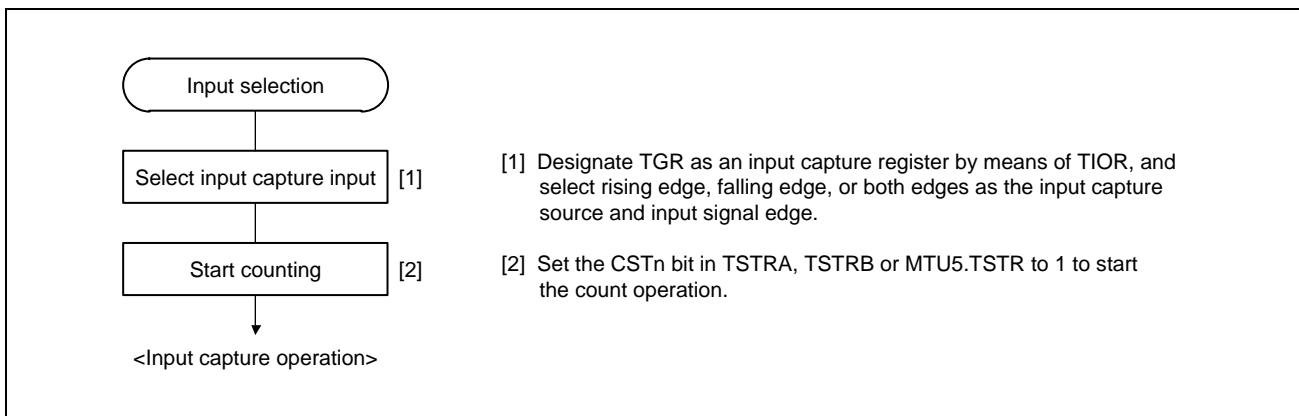 Input selection
Select input capture input
[1]
[1] Designate TGR as an input capture register by means of TIOR, and
select rising edge, falling edge, or both edges as the input capture
source and input signal edge.
Start counting
[2]
[2] Set the CSTn bit in TSTRA, TSTRB or MTU5.TSTR to 1 to start
the count operation.
<Input capture operation>